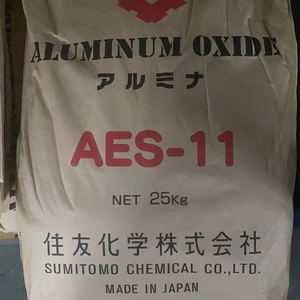 ALUMINUM OXIDE
アルミナ
AES-11
NET 25Kg
住友化学株式会社
SUMITOMO CHEMICAL CO.,LTD.
MADE IN JAPAN